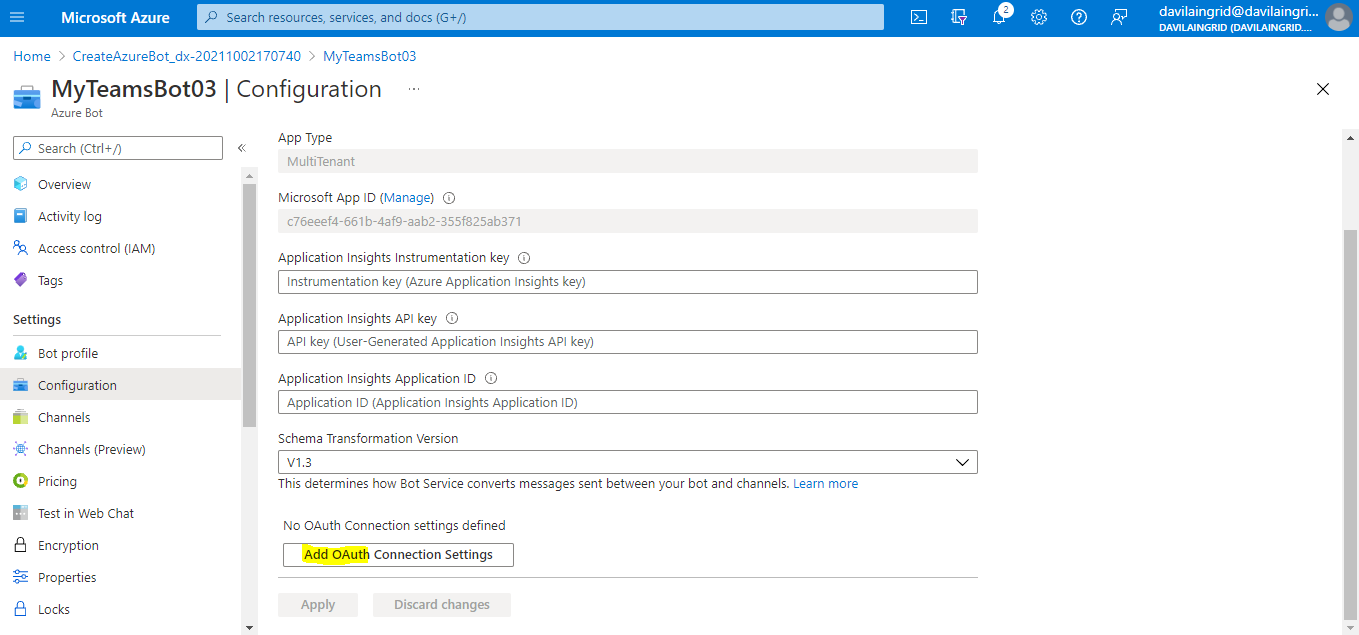 Microsoft Azure
Search resources, services, and docs (G+/)
2
davilaingrid@davilaingri...
DAVILAINGRID (DAVILAINGRID....
Home > CreateAzureBot_dx-20211002170740 > MyTeamsBot03
MyTeamsBot03 | Configuration ...
Azure Bot
Search (Ctrl+/)
«
Overview
Activity log
Access control (IAM)
Tags
Settings
Bot profile
Configuration
Channels
Channels (Preview)
Pricing
Test in Web Chat
Encryption
Properties
Locks
App Type
MultiTenant
Microsoft App ID (Manage)
c76eeef4-661b-4af9-aab2-355f825ab371
Application Insights Instrumentation key
Instrumentation key (Azure Application Insights key)
Application Insights API key
API key (User-Generated Application Insights API key)
Application Insights Application ID
Application ID (Application Insights Application ID)
Schema Transformation Version
V1.3
This determines how Bot Service converts messages sent between your bot and channels. Learn more
No OAuth Connection settings defined
Add OAuth Connection Settings
Apply
Discard changes